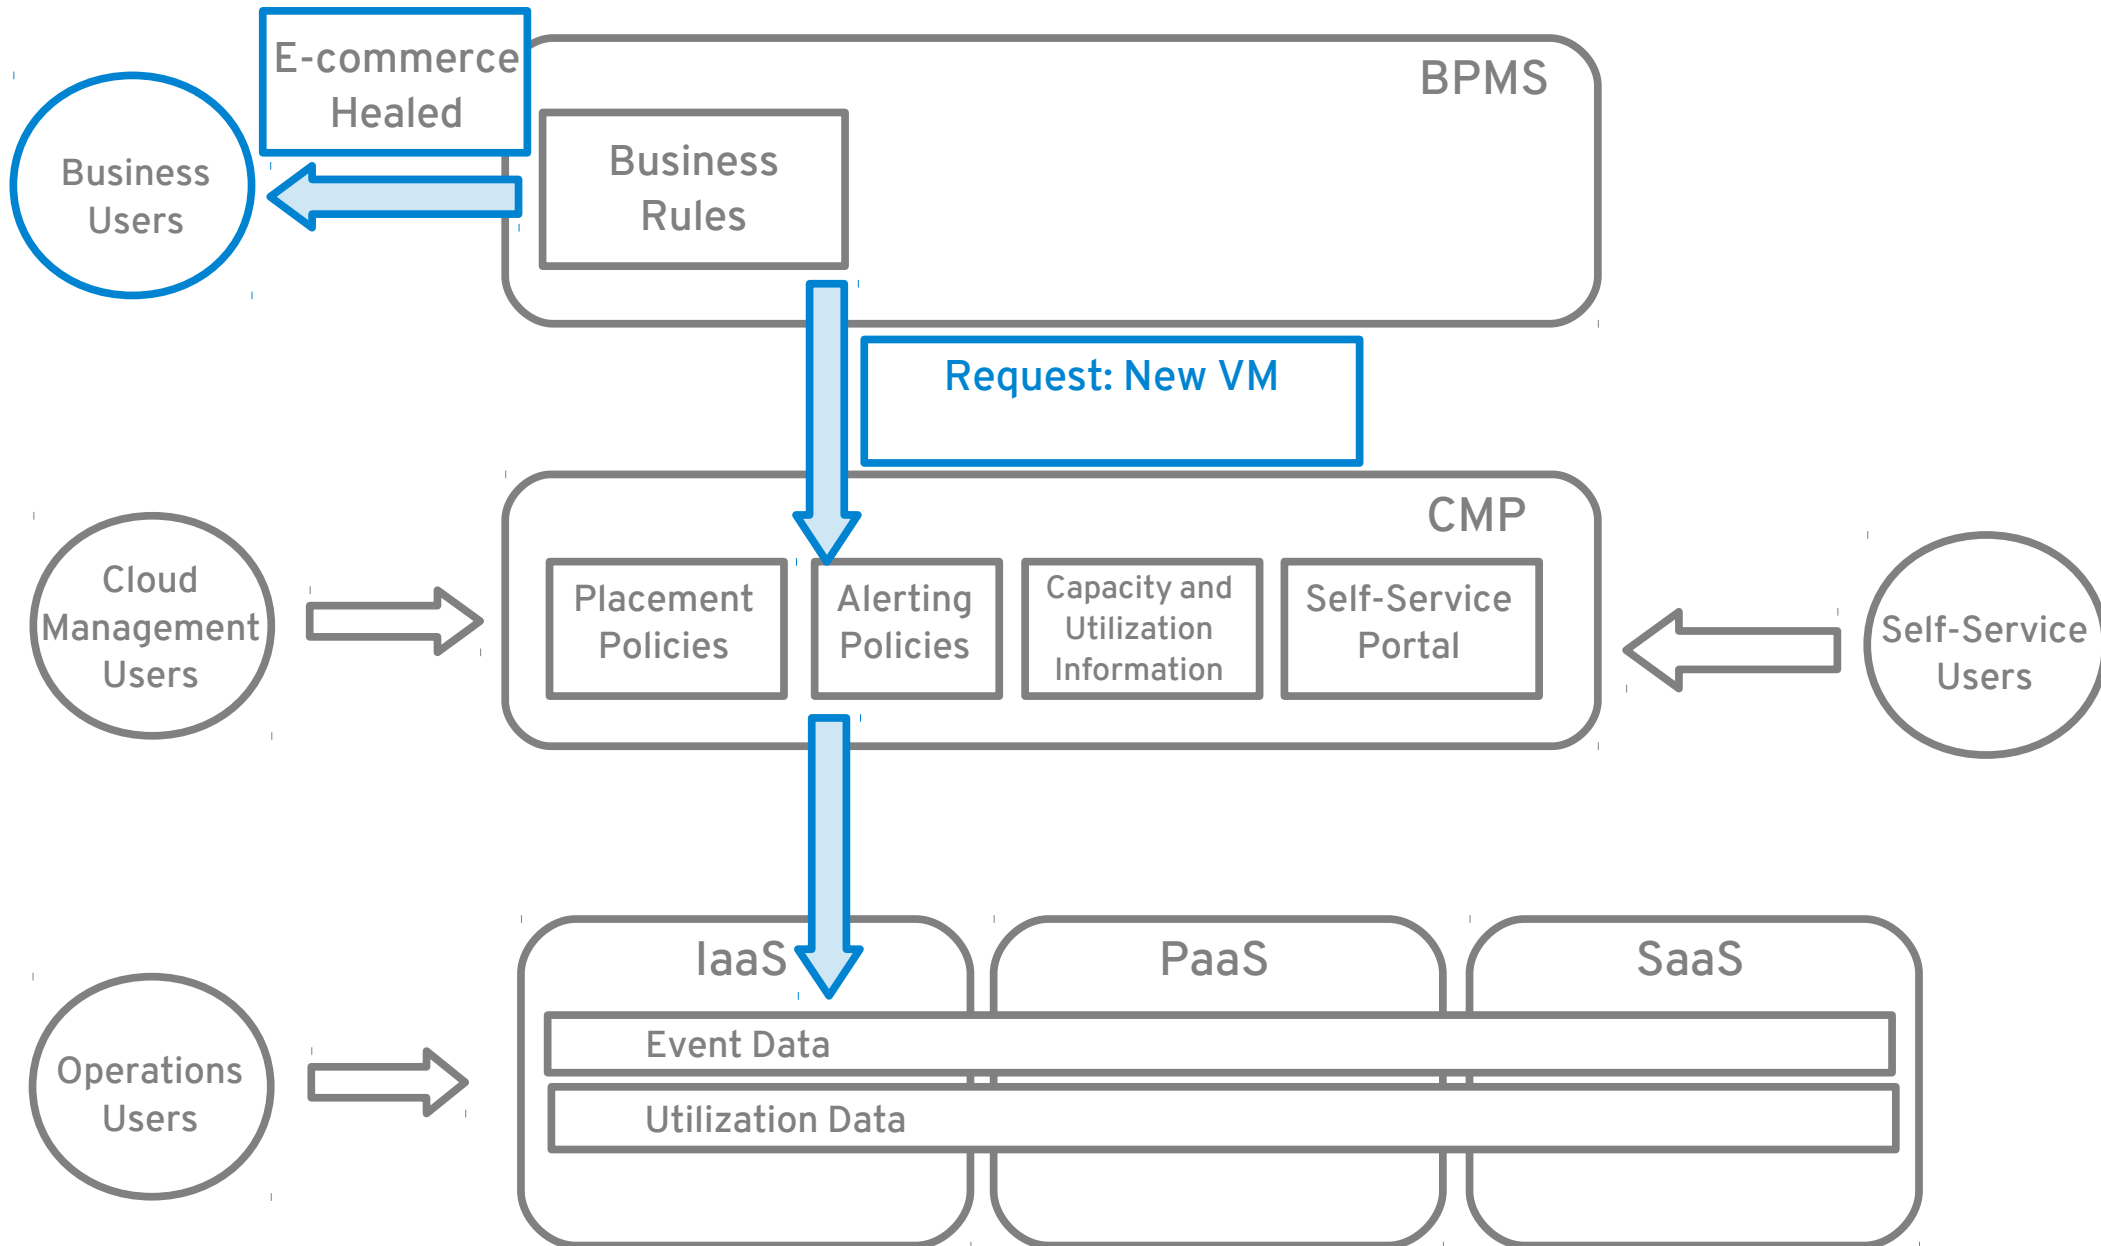 E-commerce
Healed
BPMS
Business
Users
Business
Rules
Request: New VM
CMP
Cloud
Management
Users
Placement
Policies
Alerting
Policies
Capacity and
Utilization
Information
Self-Service
Portal
Self-Service
Users
IaaS
PaaS
SaaS
Operations
Users
Event Data
Utilization Data